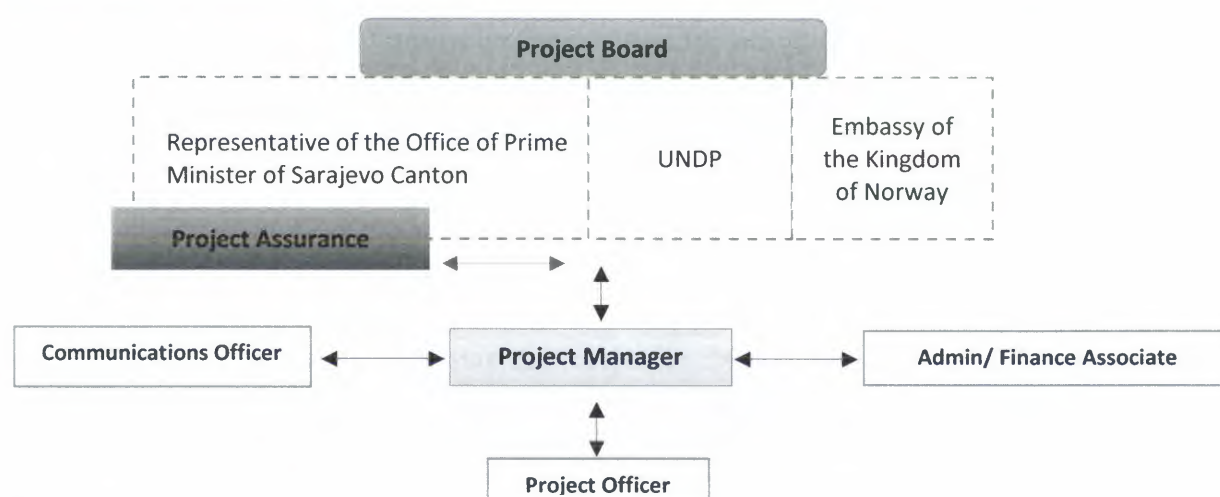 Project Board
Representative of the Office of Prime
Minister of Sarajevo Canton
UNDP
Embassy of
the Kingdom
of Norway
Project Assurance
Communications Officer
Project Manager
Admin/ Finance Associate
Project Officer